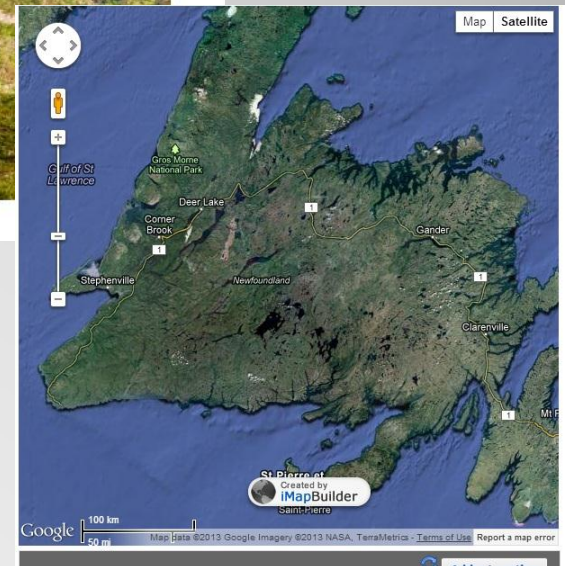 Map Satellite
Gulf of St
Lawrence
Gros Morne
National Park
Deer Lake
Corner
Brook
1
1
Gander
Stephenville
Newfoundland
1
Clarenville
1
St Pierre et
Created by
iMapBuilder
Saint-Pierre
Google
100 km
50 mi
Map data ©2013 Google Imagery ©2013 NASA, TerraMetrics - Terms of Use
Report a map error